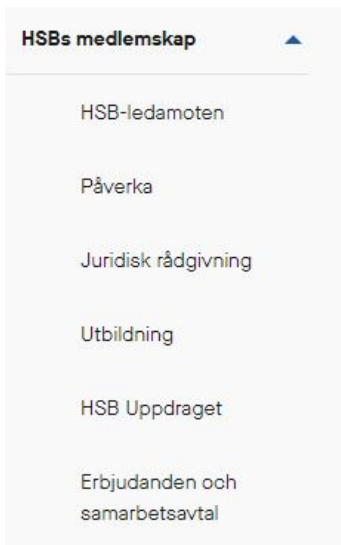 HSBs medlemskap
HSB-ledamoten
Påverka
Juridisk rådgivning
Utbildning
HSB Uppdraget
Erbjudanden och
samarbetsavtal